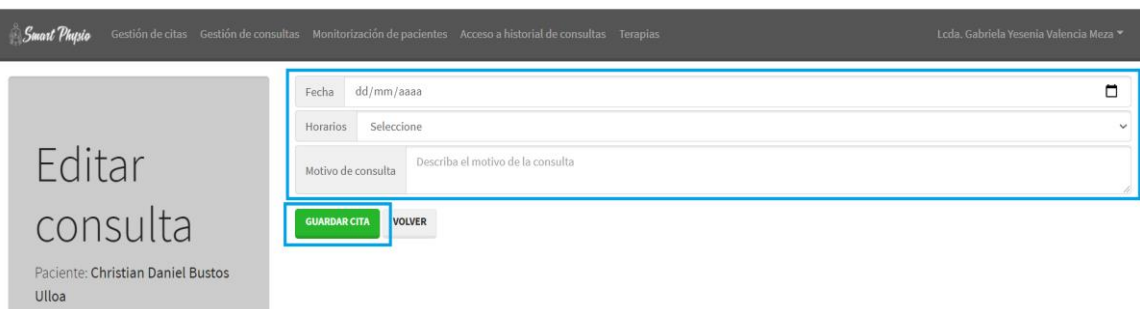 Smart Physio Gestión de citas Gestión de consultas Monitorización de pacientes Acceso a historial de consultas Terapias Lcda. Gabriela Yesenia Valencia Meza
Fecha dd/mm/aaaa
Horarios Seleccione
Motivo de consulta Describa el motivo de la consulta
GUARDAR CITA VOLVER
Editar
consulta
Paciente: Christian Daniel Bustos
Ulloa